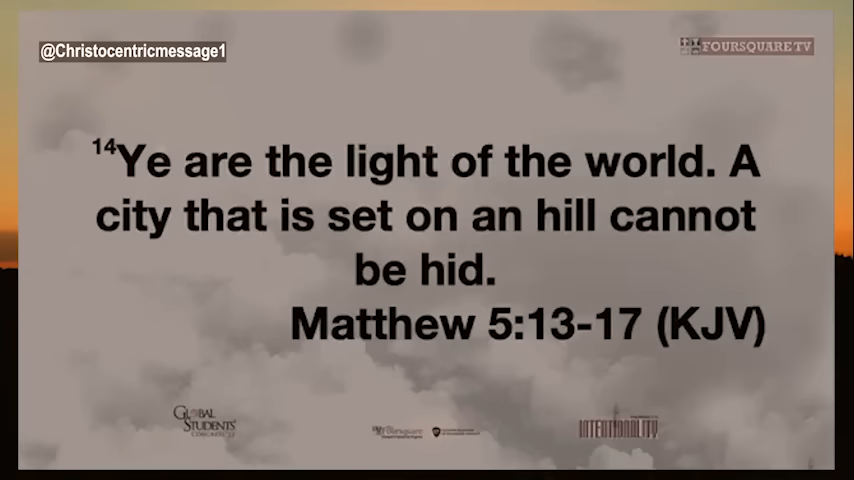 @Christocentricmessage1
FOURSQUARE TV
14Ye are the light of the world. A
city that is set on an hill cannot
be hid.
Matthew 5:13-17 (KJV)
GLOBAL
STUDENTS'
INTENTIONALITY